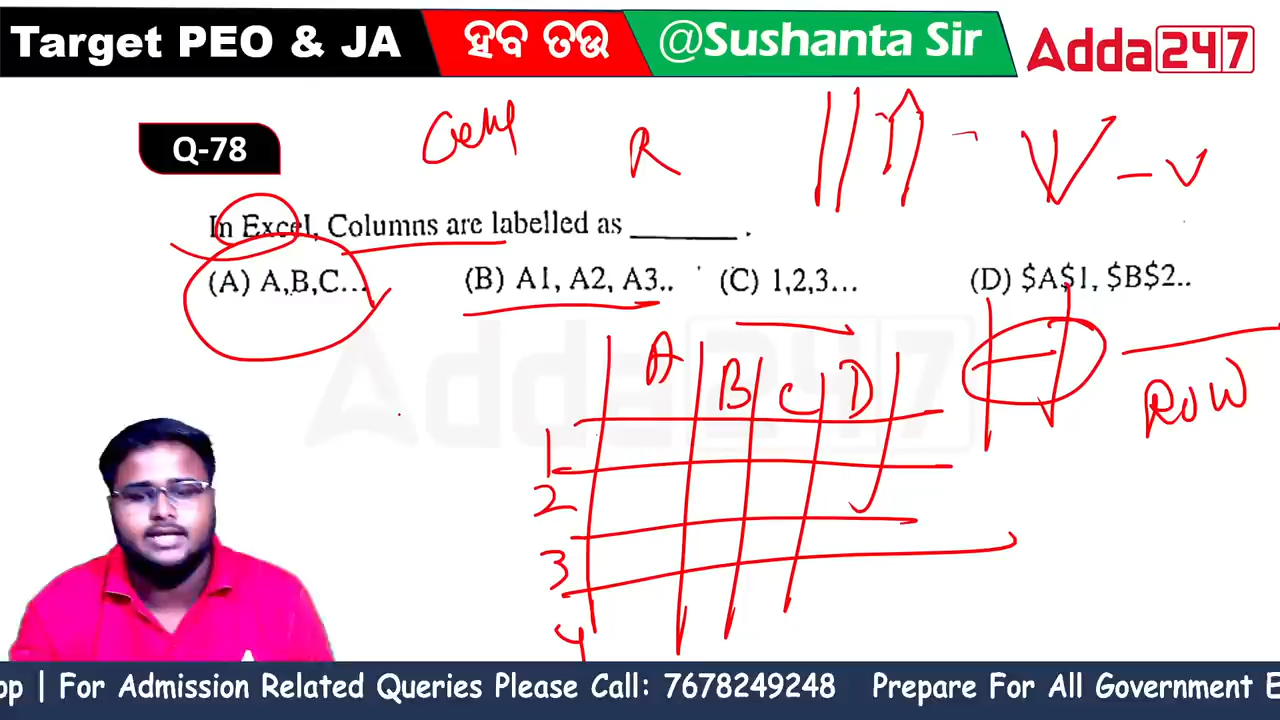 Target PEO & JA ହବ ତଉ @Sushanta Sir Adda247
Q-78
R
In Excel, Columns are labelled as ________ .
(A) A,B,C... (B) A1, A2, A3.. (C) 1,2,3... (D) $A$1, $B$2..
Adda247
A B C D
ROW
1
2
3
4
op | For Admission Related Queries Please Call: 7678249248 Prepare For All Government E